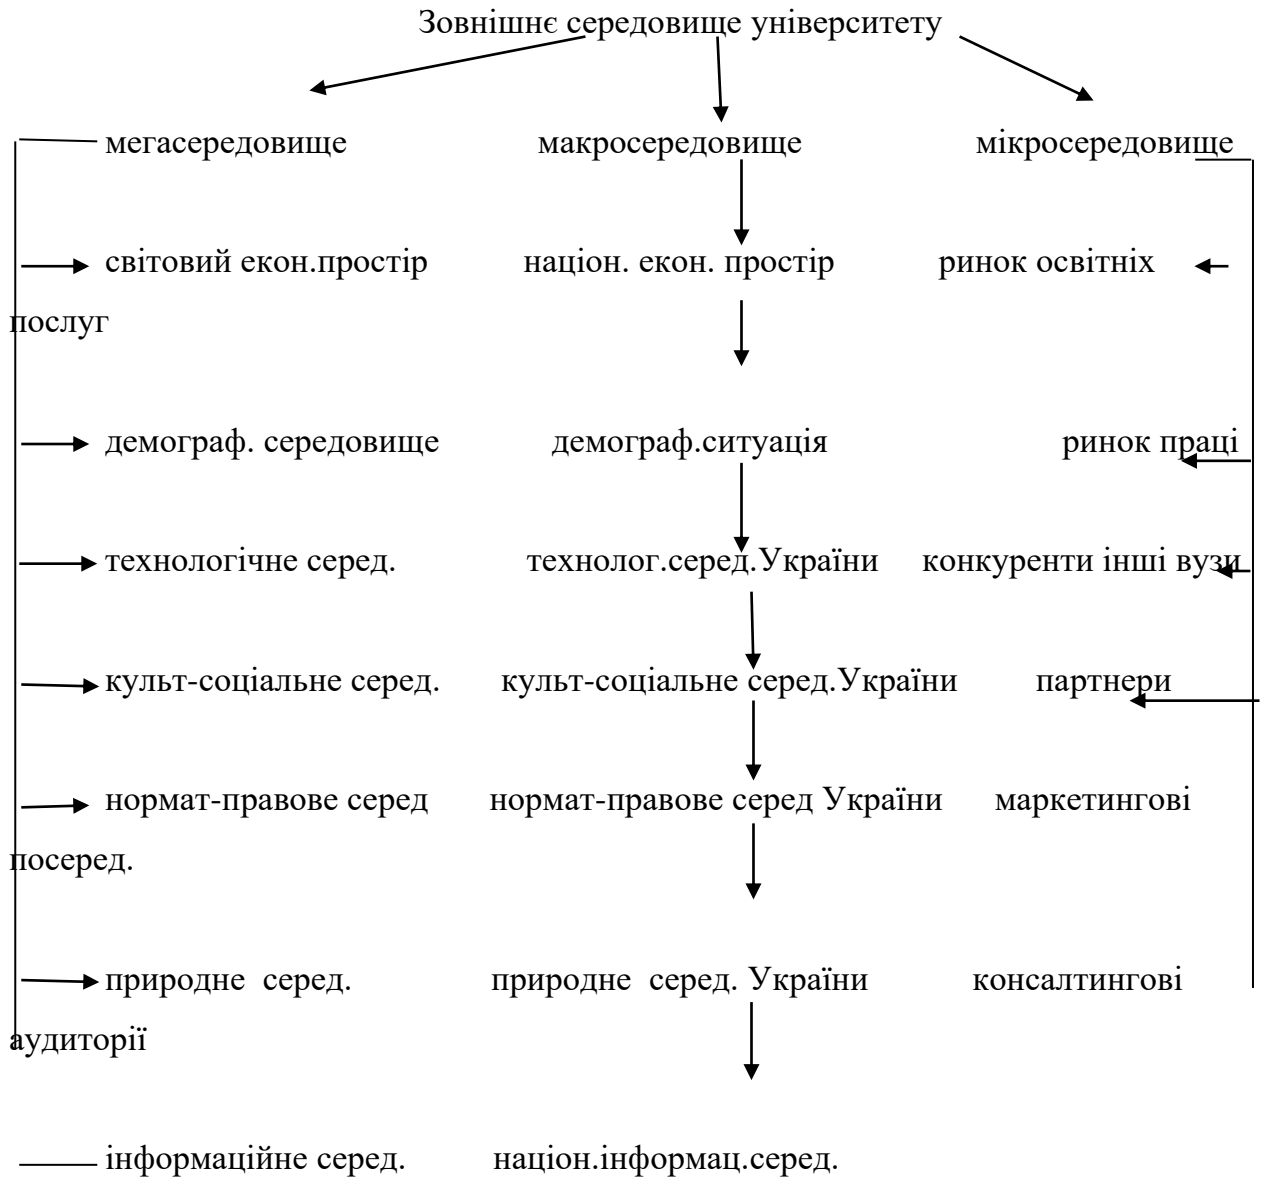 Зовнішнє середовище університету
мегасередовище макросередовище мікросередовище
світовий екон.простір націон. екон. простір ринок освітніх
послуг
демограф. середовище демограф.ситуація ринок праці
технологічне серед. технолог.серед.України конкуренти інші вузи
культ-соціальне серед. культ-соціальне серед.України партнери
нормат-правове серед нормат-правове серед України маркетингові
посеред.
природне серед. природне серед. України консалтингові
аудиторії
інформаційне серед. націон.інформац.серед.